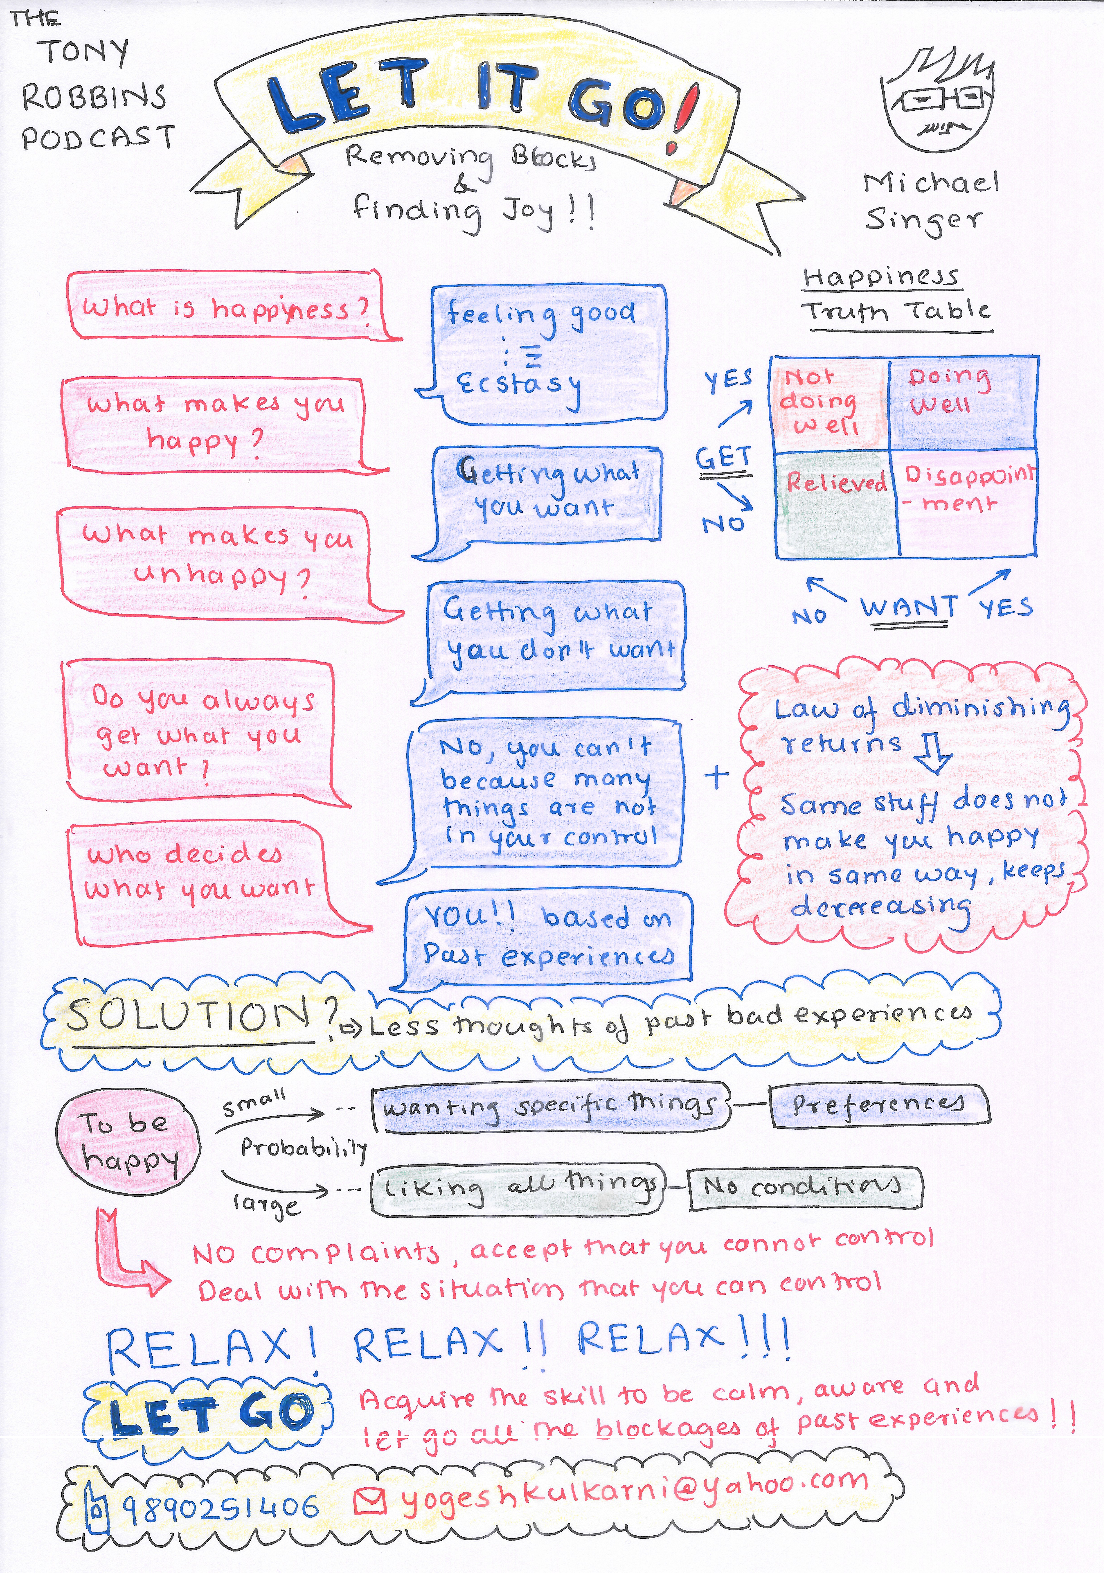 THE
TONY
ROBBINS
PODCAST
LET IT GO!
Removing Blocks
&
finding Joy!!
Michael
Singer
What is happiness?
feeling good
Ecstasy
What makes you
happy?
Getting what
you want
What makes you
unhappy?
Getting what
you don't want
Do you always
get what you
want?
No, you can't
because many
things are not
in your control
who decides
what you want
YOU!! based on
Past experiences
Happiness
Truth Table
YES
GET
NO
Not
doing
well
Doing
Well
Relieved
Disappoint
-ment
NO WANT YES
+
Law of diminishing
returns
Same stuff does not
make you happy
in same way, keeps
dercreasing
SOLUTION? ⇒ Less thoughts of past bad experiences
To be
happy
small
Probability
large
wanting specific things
Preferences
liking all things
No conditions
No complaints, accept that you cannot control
Deal with the situation that you can control
RELAX! RELAX!! RELAX!!!
LET GO
Acquire the skill to be calm, aware and
let go all the blockages of past experiences!!
9890251406 yogeshkulkarni@yahoo.com